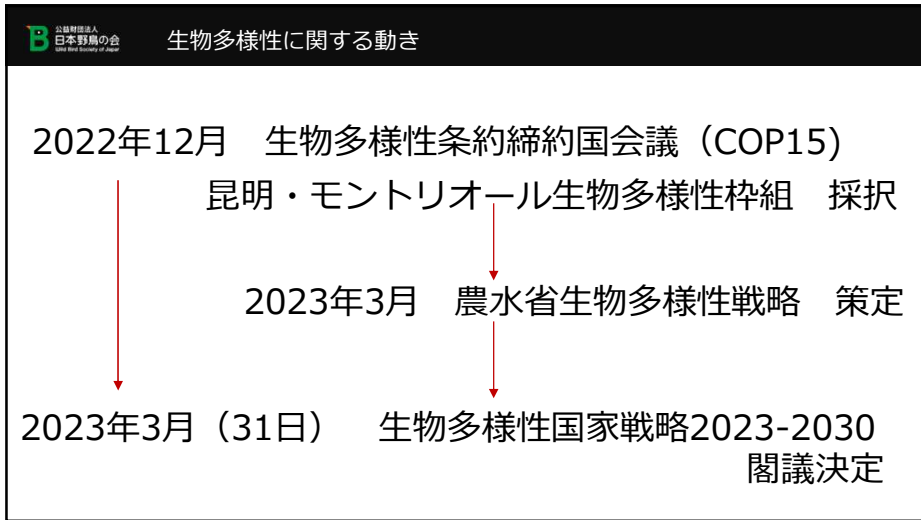 公益財団法人
日本野鳥の会
Wild Bird Society of Japan
生物多様性に関する動き
2022年12月　生物多様性条約締約国会議（COP15)
昆明・モントリオール生物多様性枠組　採択
2023年3月　農水省生物多様性戦略　策定
2023年3月（31日）　生物多様性国家戦略2023-2030
閣議決定